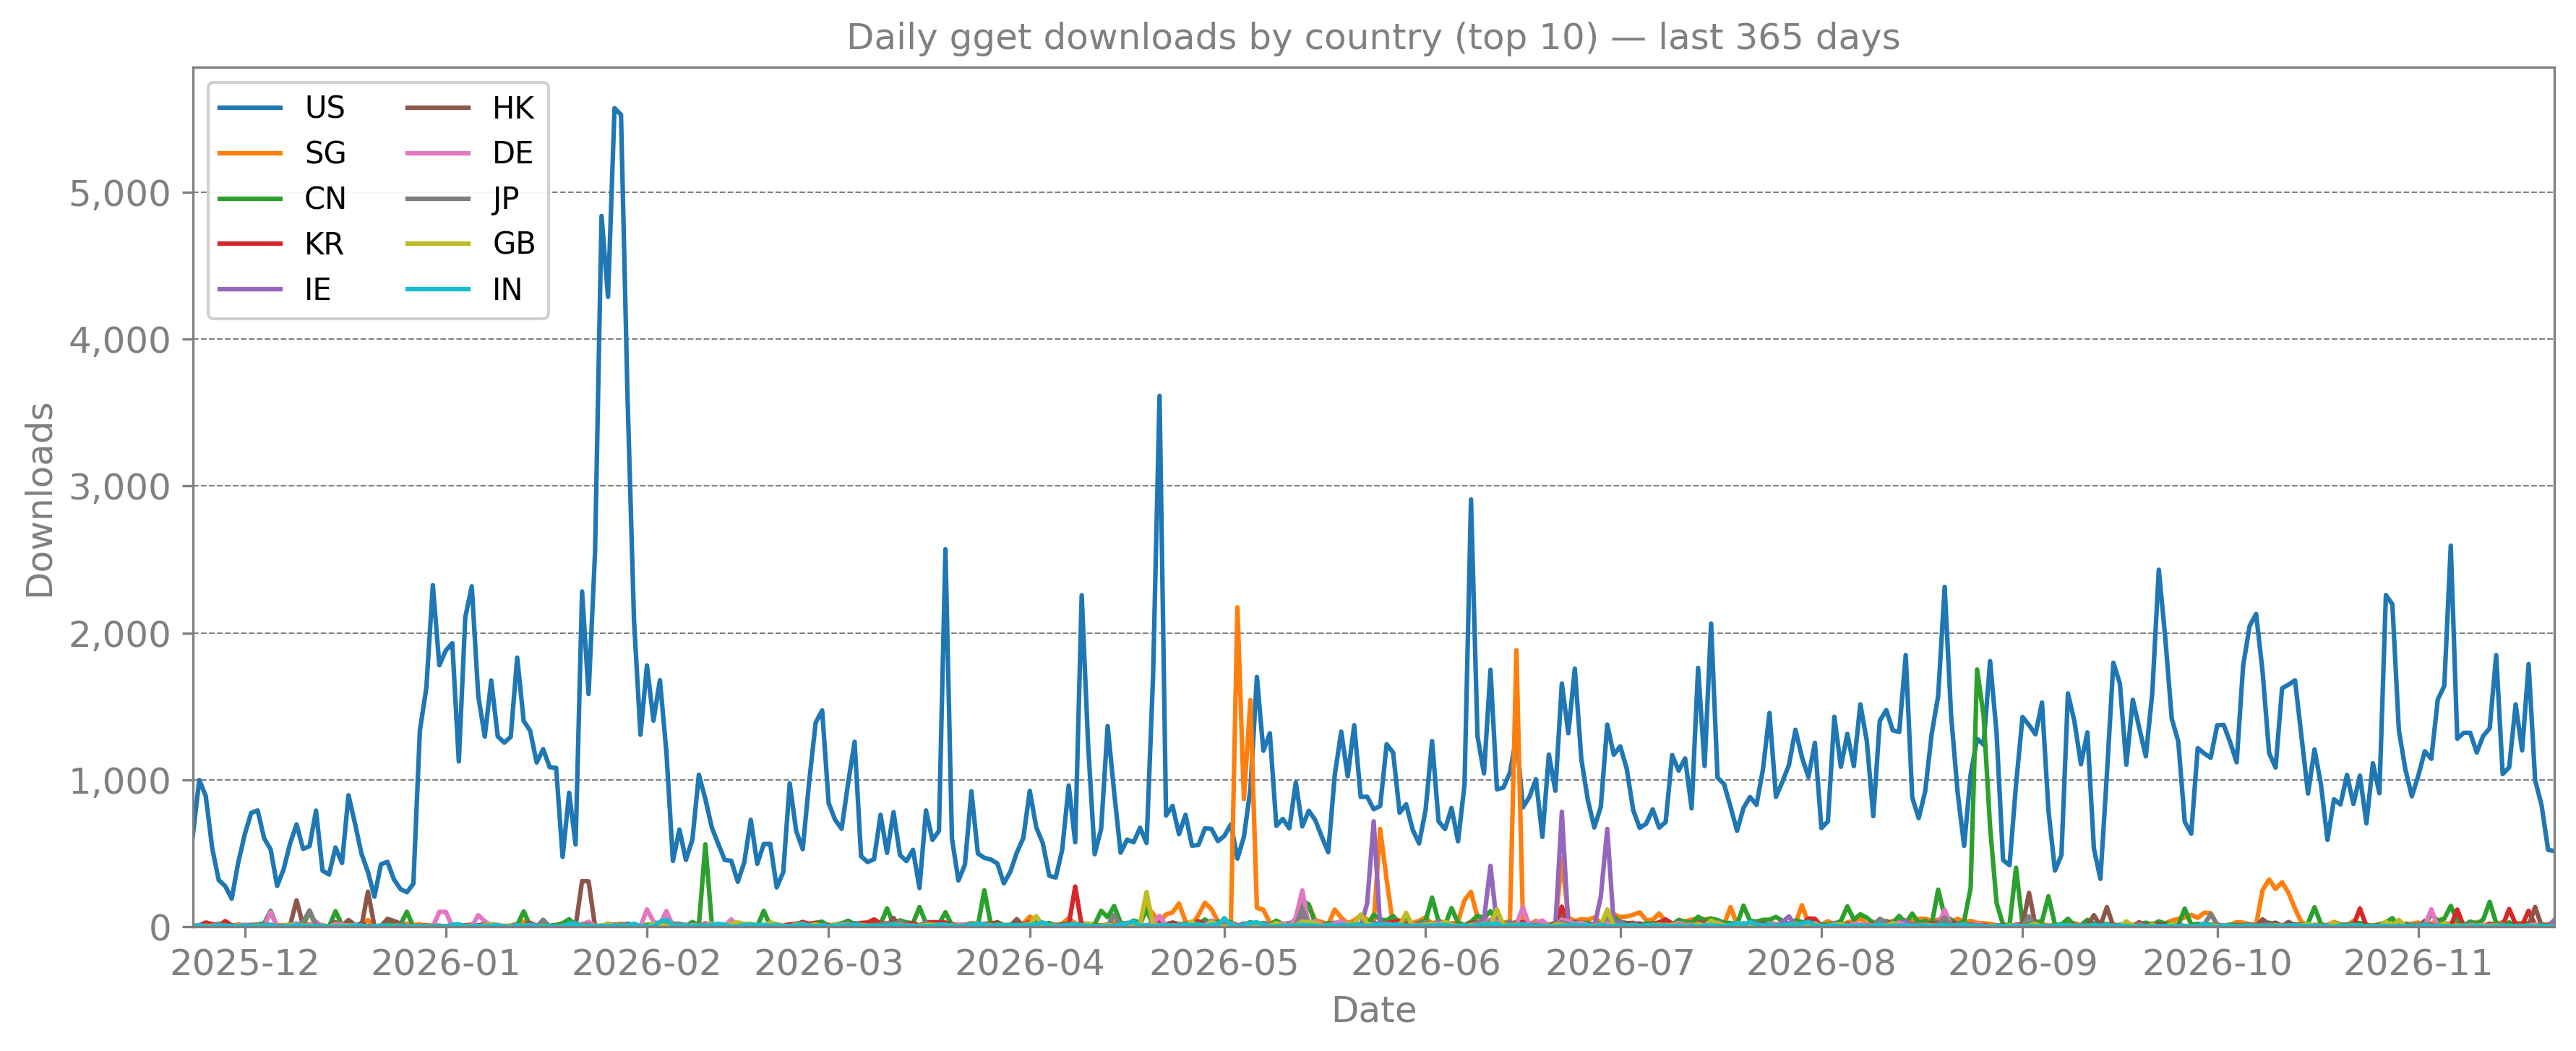 Daily gget downloads by country (top 10) — last 365 days
US
SG
CN
KR
IE
HK
DE
JP
GB
IN
Downloads
5,000
4,000
3,000
2,000
1,000
0
2025-12
2026-01
2026-02
2026-03
2026-04
2026-05
2026-06
2026-07
2026-08
2026-09
2026-10
2026-11
Date